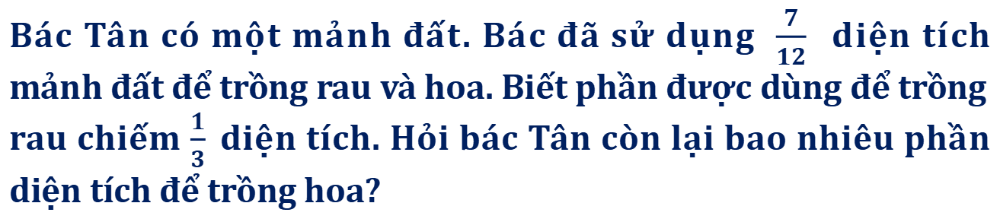 Bác Tân có một mảnh đất. Bác đã sử dụng 7/12 diện tích
mảnh đất để trồng rau và hoa. Biết phần được dùng để trồng
rau chiếm 1/3 diện tích. Hỏi bác Tân còn lại bao nhiêu phần
diện tích để trồng hoa?